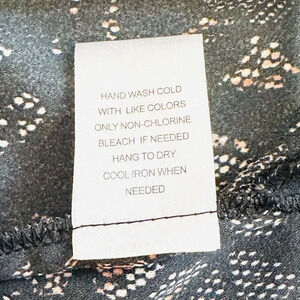 HAND WASH COLD
WITH LIKE COLORS
ONLY NON-CHLORINE
BLEACH IF NEEDED
HANG TO DRY
COOL IRON WHEN
NEEDED